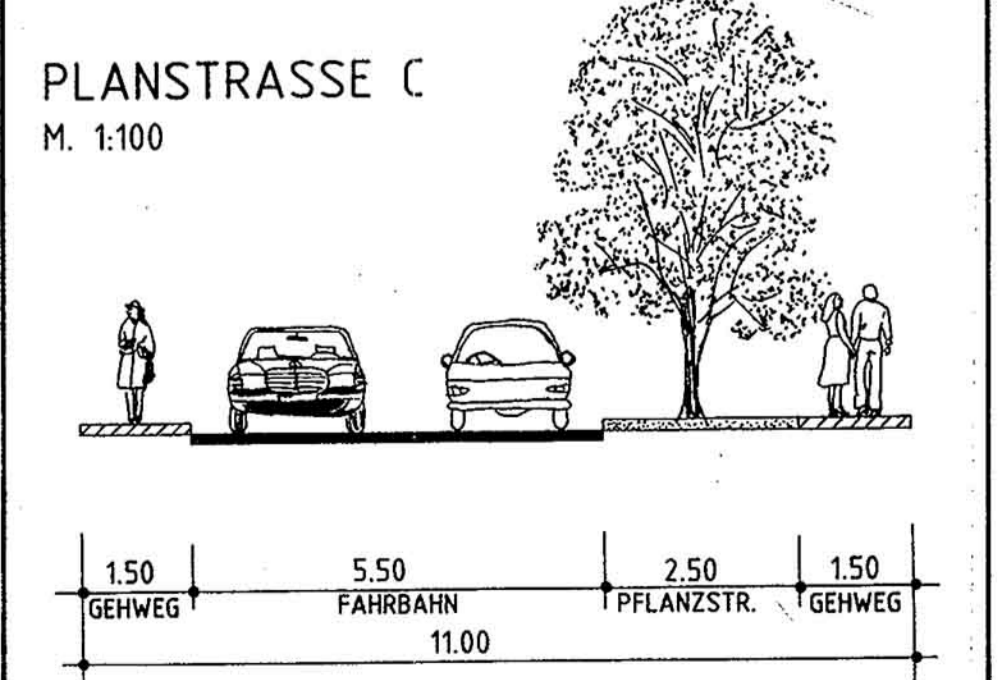 PLANSTRASSE C
M. 1:100
1.50 5.50 2.50 1.50
GEHWEG FAHRBAHN PFLANZSTR. GEHWEG
11.00